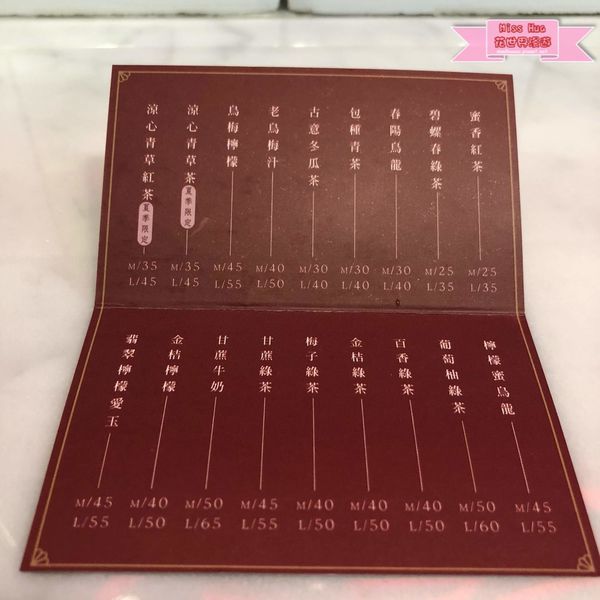 Miss Hug
花世界漫遊
蜜香紅茶 M/25 L/35
碧螺春綠茶 M/25 L/35
春陽烏龍 M/30 L/40
包種青茶 M/30 L/40
古意冬瓜茶 M/30 L/40
老烏梅汁 M/40 L/50
烏梅檸檬 M/45 L/55
涼心青草茶 夏季限定 M/35 L/45
涼心青草紅茶 夏季限定 M/35 L/45
檸檬蜜烏龍 M/45 L/55
葡萄柚綠茶 M/50 L/60
百香綠茶 M/40 L/50
金桔綠茶 M/40 L/50
梅子綠茶 M/40 L/50
甘蔗綠茶 M/45 L/55
甘蔗牛奶 M/50 L/65
金桔檸檬 M/40 L/50
翡翠檸檬愛玉 M/45 L/55